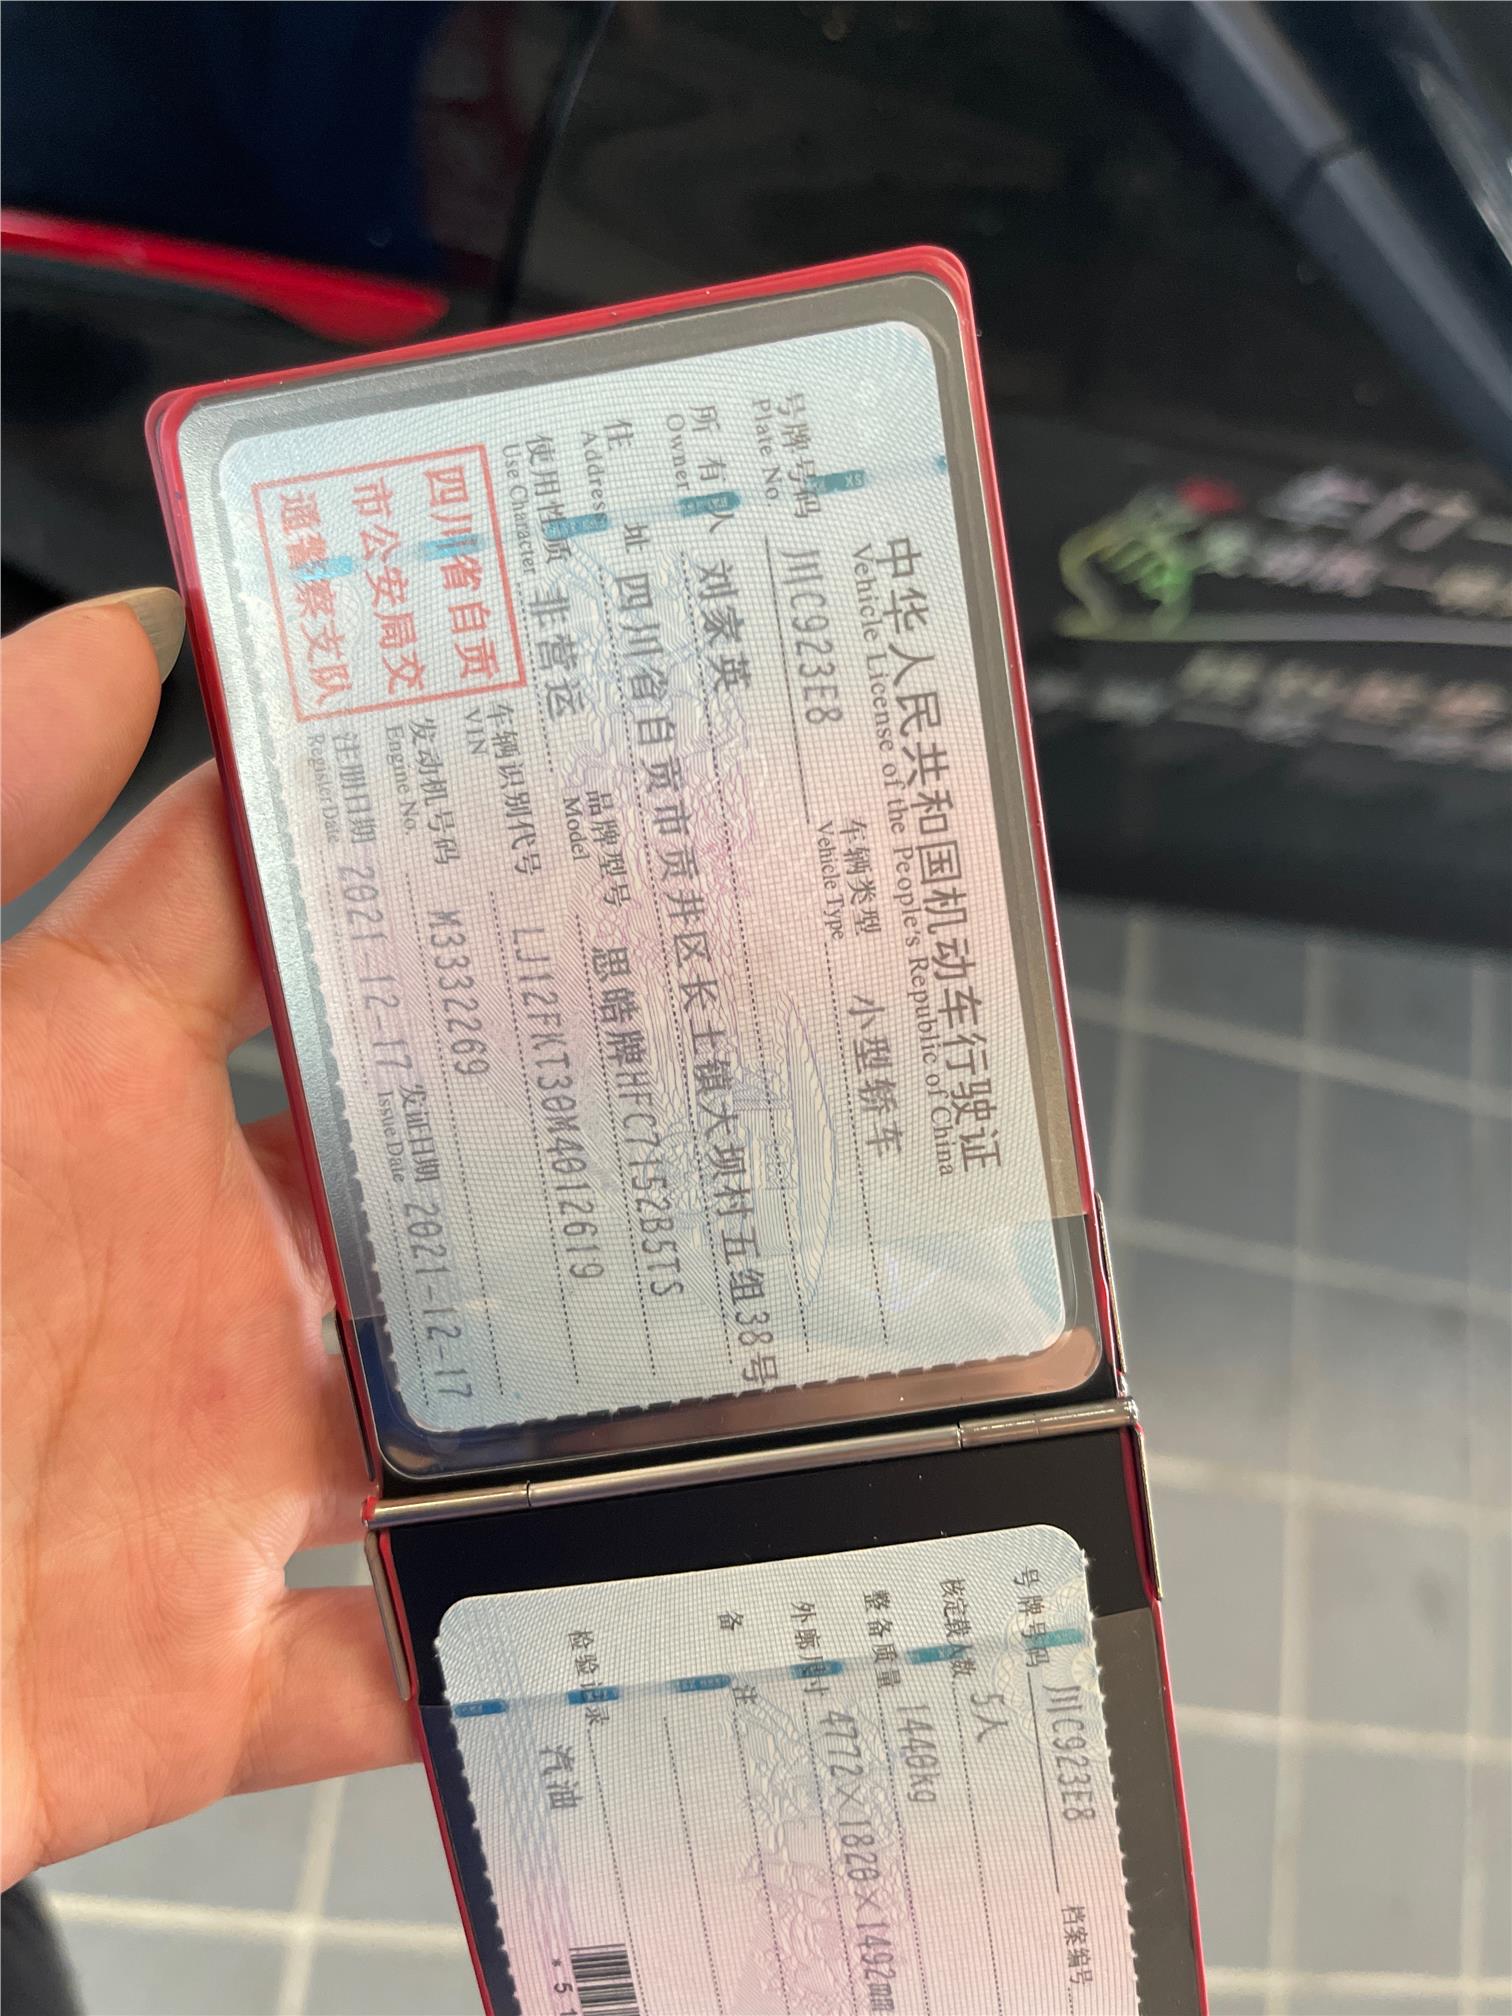 中华人民共和国机动车行驶证
Vehicle License of the People's Republic of China
号牌号码 川C923E8 车辆类型 小型轿车
Plate No. Vehicle Type
所有人 刘家英
Owner
住址 四川省自贡市贡井区长土镇大坝村五组38号
Address
使用性质 非营运 品牌型号 思皓牌HFC7152B5TS
Use Character Model
四川省自贡
市公安局交
通警察支队
车辆识别代号 LJ12FKT30M4012619
VIN
发动机号码 M3332269
Engine No.
注册日期 2021-12-17 发证日期 2021-12-17
Register Date Issue Date
号牌号码 川C923E8 档案编号
核定载人数 5人
整备质量 1440kg
外廓尺寸 4772×1820×1492mm
备注
检验记录 汽油